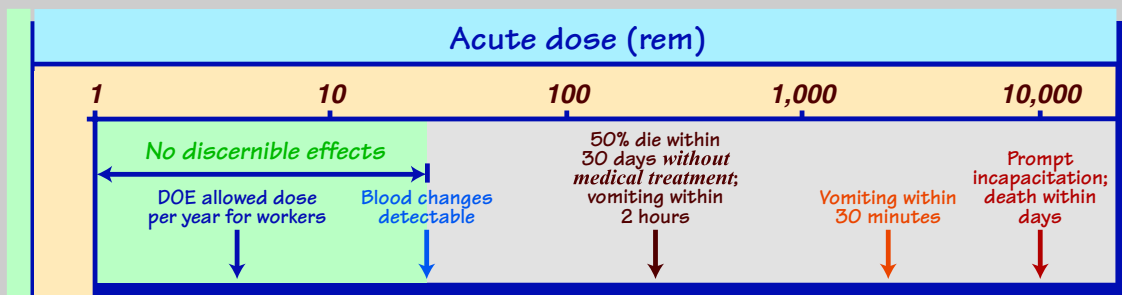 Acute dose (rem)
1 10 100 1,000 10,000
No discernible effects
DOE allowed dose
per year for workers
Blood changes
detectable
50% die within
30 days without
medical treatment;
vomiting within
2 hours
Vomiting within
30 minutes
Prompt
incapacitation;
death within
days